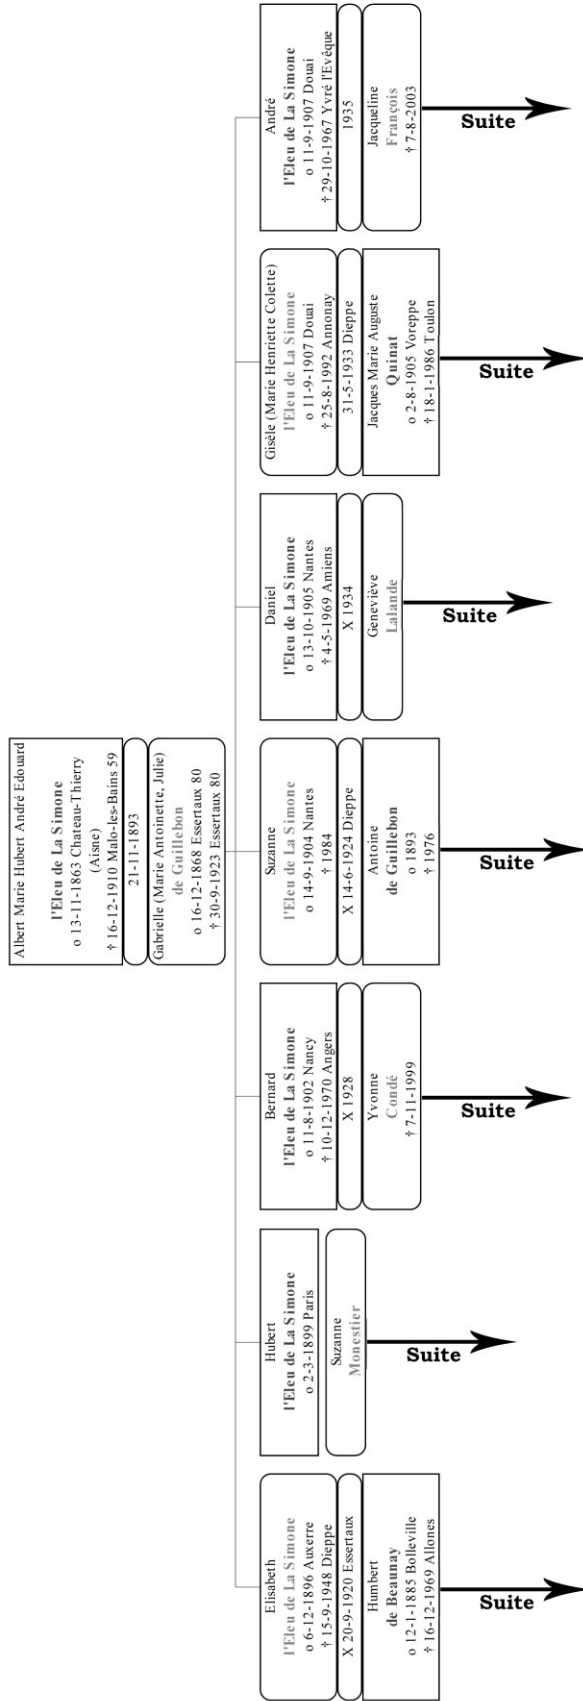 Albert Marie Hubert André Edouard
l'Eleu de La Simone
o 13-11-1863 Chateau-Thierry
(Aisne)
† 16-12-1910 Malo-les-Bains 59
21-11-1893
Gabrielle (Marie Antoinette, Julie)
de Guillebon
o 16-12-1868 Essertaux 80
† 30-9-1923 Essertaux 80
Elisabeth
l'Eleu de La Simone
o 6-12-1896 Auxerre
† 15-9-1948 Dieppe
X 20-9-1920 Essertaux
Humbert
de Beaunay
o 12-1-1885 Bolleville
† 16-12-1969 Allones
Suite
Hubert
l'Eleu de La Simone
o 2-3-1899 Paris
Suzanne
Monestier
Suite
Bernard
l'Eleu de La Simone
o 11-8-1902 Nancy
† 10-12-1970 Angers
X 1928
Yvonne
Condé
† 7-11-1999
Suite
Suzanne
l'Eleu de La Simone
o 14-9-1904 Nantes
† 1984
X 14-6-1924 Dieppe
Antoine
de Guillebon
o 1893
† 1976
Suite
Daniel
l'Eleu de La Simone
o 13-10-1905 Nantes
† 4-5-1969 Amiens
X 1934
Geneviève
Lalande
Suite
Gisèle (Marie Henriette Colette)
l'Eleu de La Simone
o 11-9-1907 Douai
† 25-8-1992 Annonay
31-5-1933 Dieppe
Jacques Marie Auguste
Quinat
o 2-8-1905 Voreppe
† 18-1-1986 Toulon
Suite
André
l'Eleu de La Simone
o 11-9-1907 Douai
† 29-10-1967 Yvré l'Evêque
1935
Jacqueline
François
† 7-8-2003
Suite